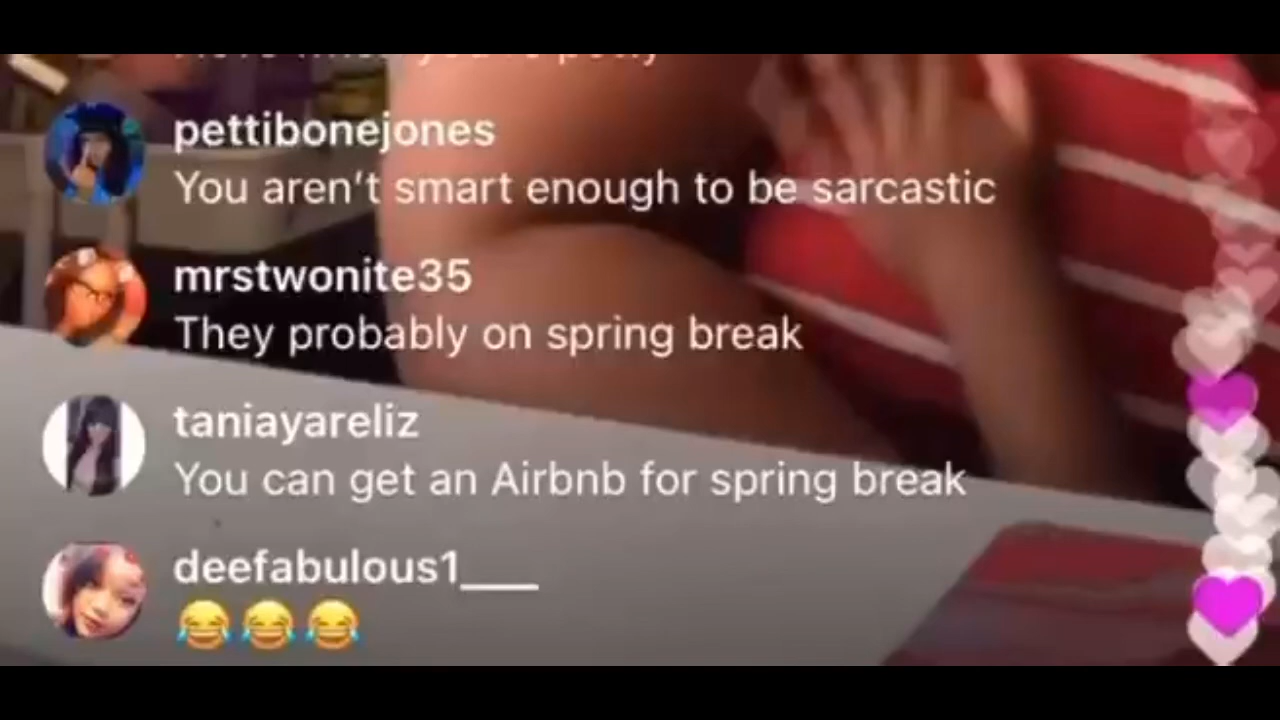 pettibonejones
You aren't smart enough to be sarcastic
mrstwonite35
They probably on spring break
taniayareliz
You can get an Airbnb for spring break
deefabulous1___
😂😂😂